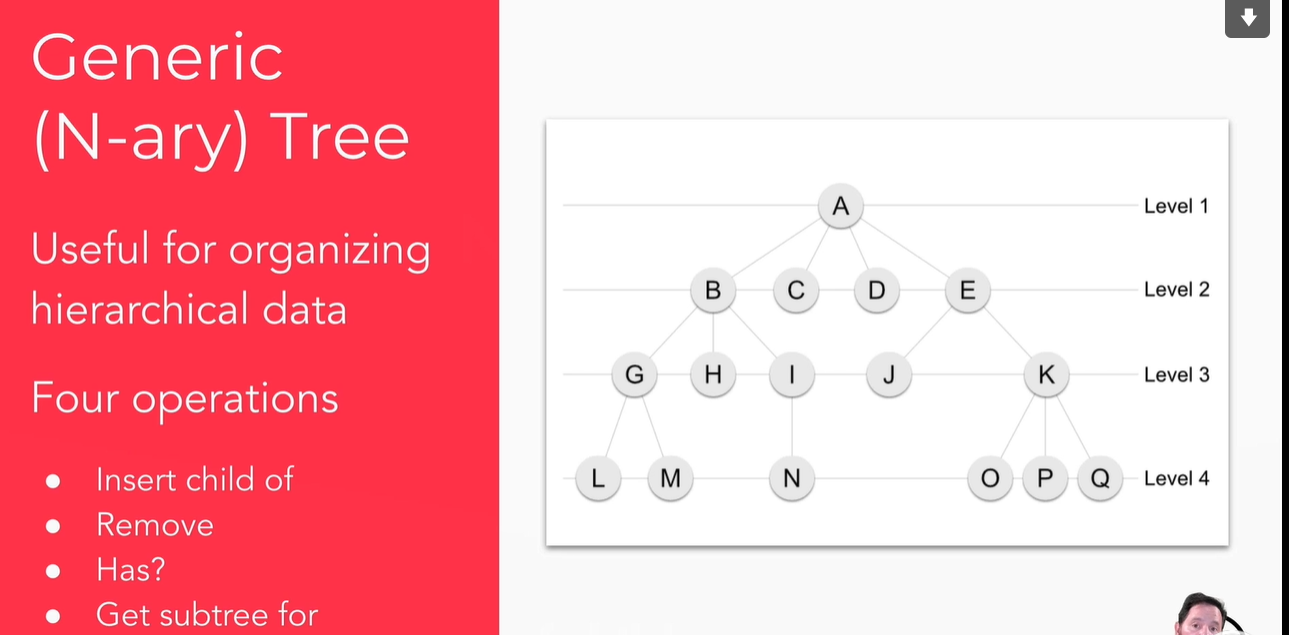 Generic
(N-ary) Tree
Useful for organizing
hierarchical data
Four operations
● Insert child of
● Remove
● Has?
● Get subtree for
A Level 1
B C D E Level 2
G H I J K Level 3
L M N O P Q Level 4